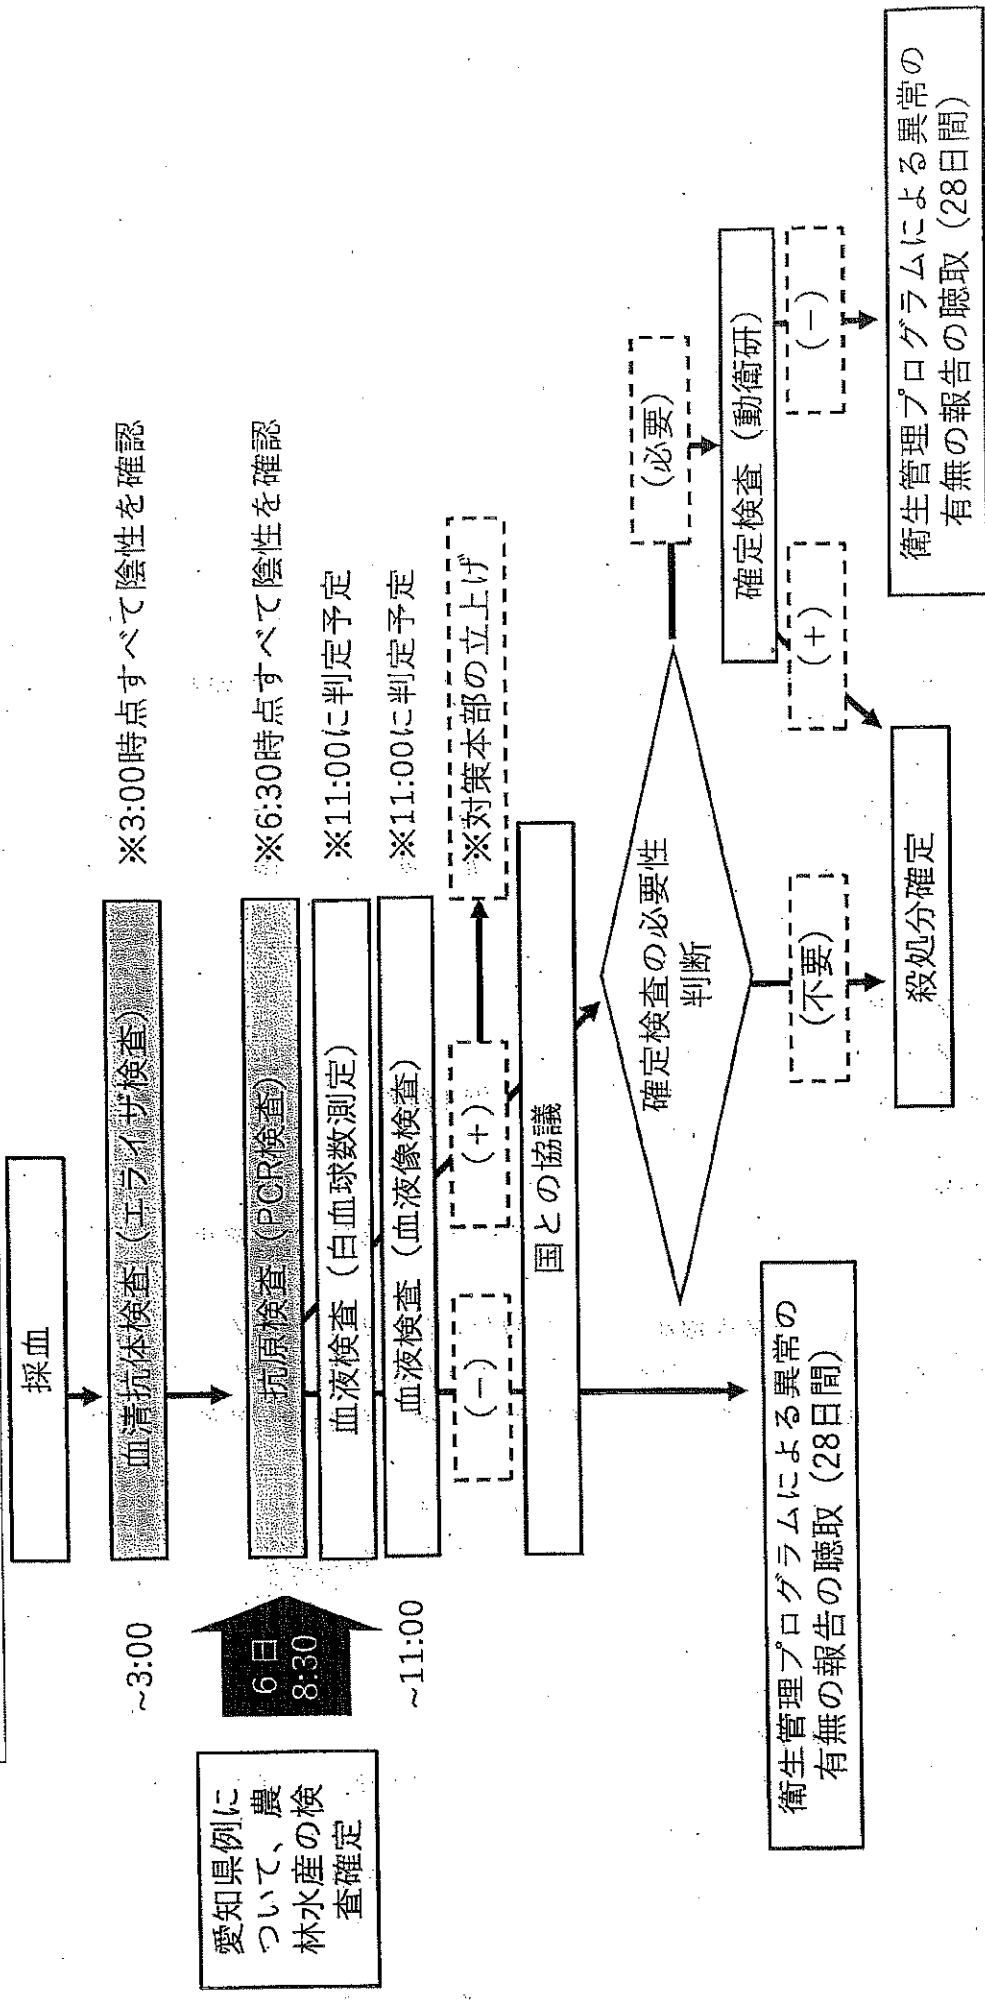 採血
~3:00
血清抗体検査（エライザ検査）
※3:00時点すべて陰性を確認
愛知県例に
ついて、農
林水産の検
査確定
6日
8:30
抗原検査（PCR検査）
※6:30時点すべて陰性を確認
血液検査（白血球数測定）
※11:00に判定予定
~11:00
血液検査（血液像検査）
※11:00に判定予定
（－）
（＋）
※対策本部の立上げ
国との協議
確定検査の必要性
判断
（必要）
（不要）
確定検査（動衛研）
（＋）
（－）
衛生管理プログラムによる異常の
有無の報告の聴取（28日間）
殺処分確定
衛生管理プログラムによる異常の
有無の報告の聴取（28日間）